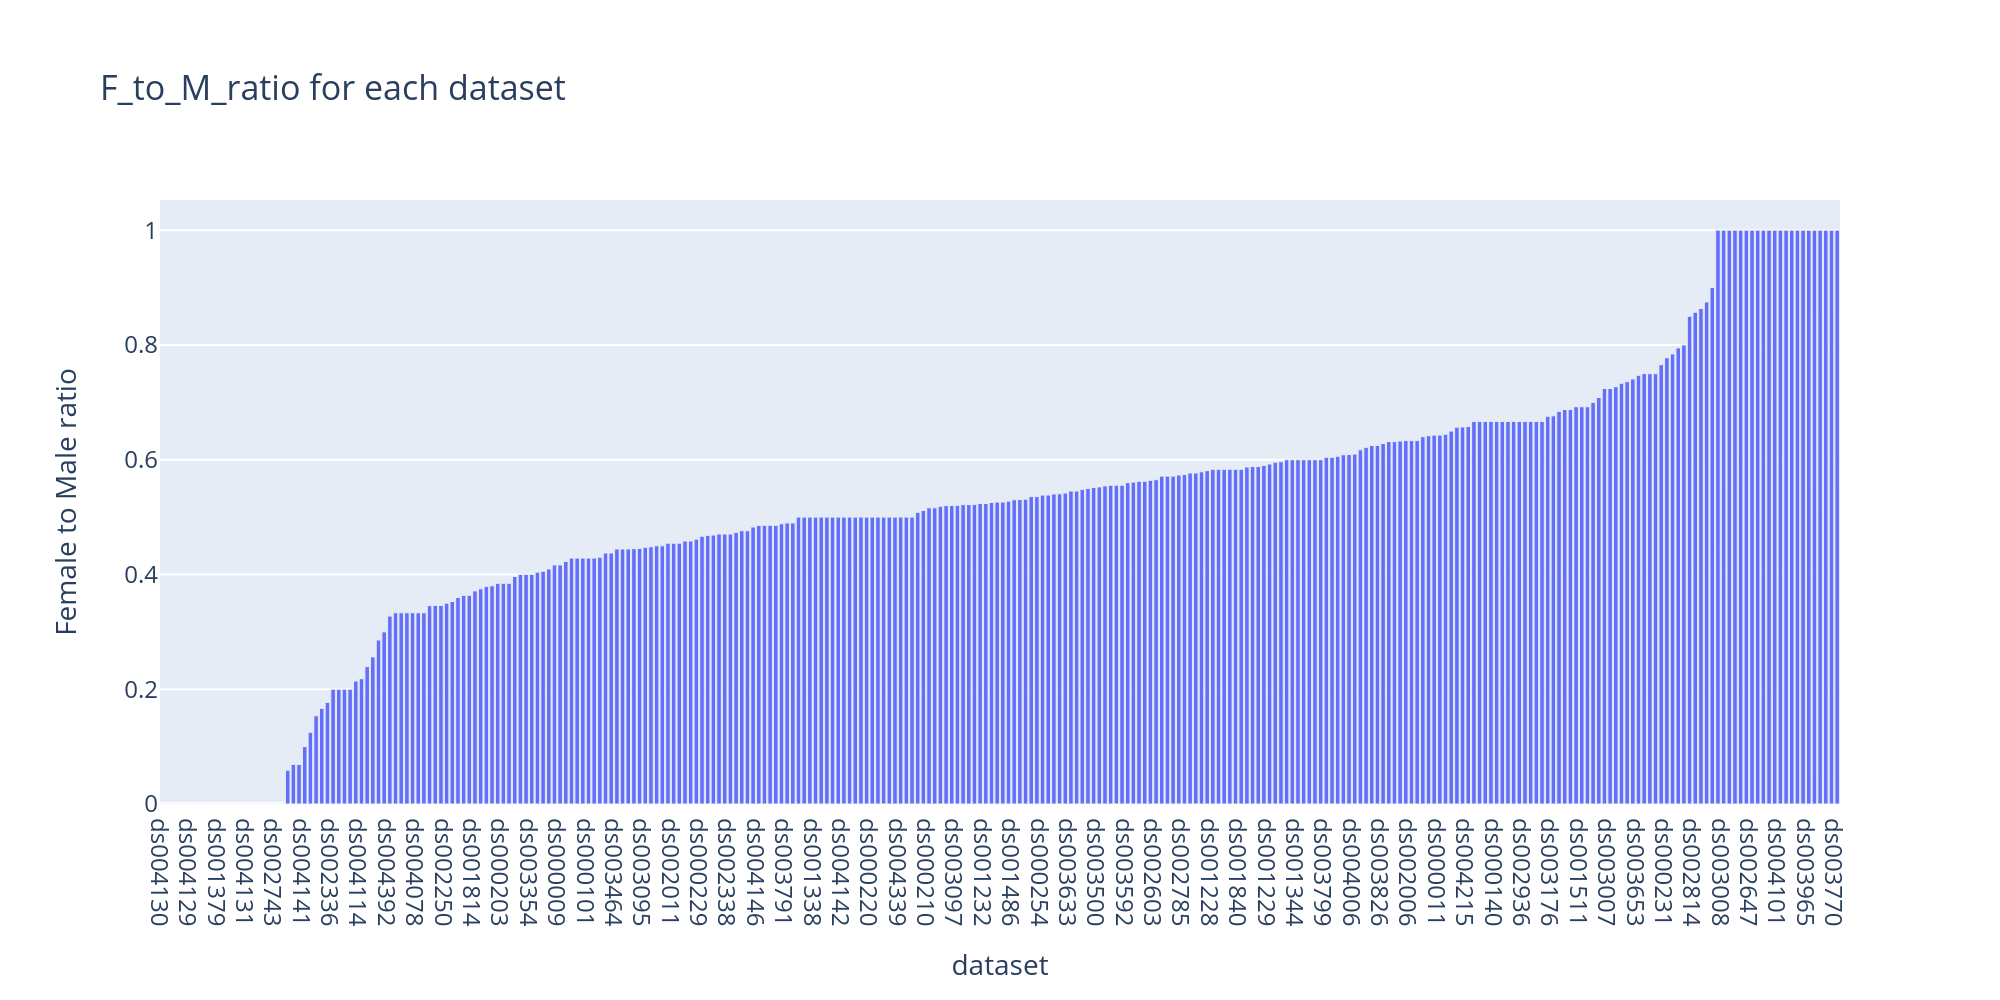 F_to_M_ratio for each dataset
Female to Male ratio
1
0.8
0.6
0.4
0.2
0
ds004130
ds004129
ds001379
ds004131
ds002743
ds004141
ds002336
ds004114
ds004392
ds004078
ds002250
ds001814
ds000203
ds003354
ds000009
ds000101
ds003464
ds003095
ds002011
ds000229
ds002338
ds004146
ds003791
ds001338
ds004142
ds000220
ds004339
ds000210
ds003097
ds001232
ds001486
ds000254
ds003633
ds003500
ds003592
ds002603
ds002785
ds001228
ds001840
ds001229
ds001344
ds003799
ds004006
ds003826
ds002006
ds000011
ds004215
ds000140
ds002936
ds003176
ds001511
ds003007
ds003653
ds000231
ds002814
ds003008
ds002647
ds004101
ds003965
ds003770
dataset